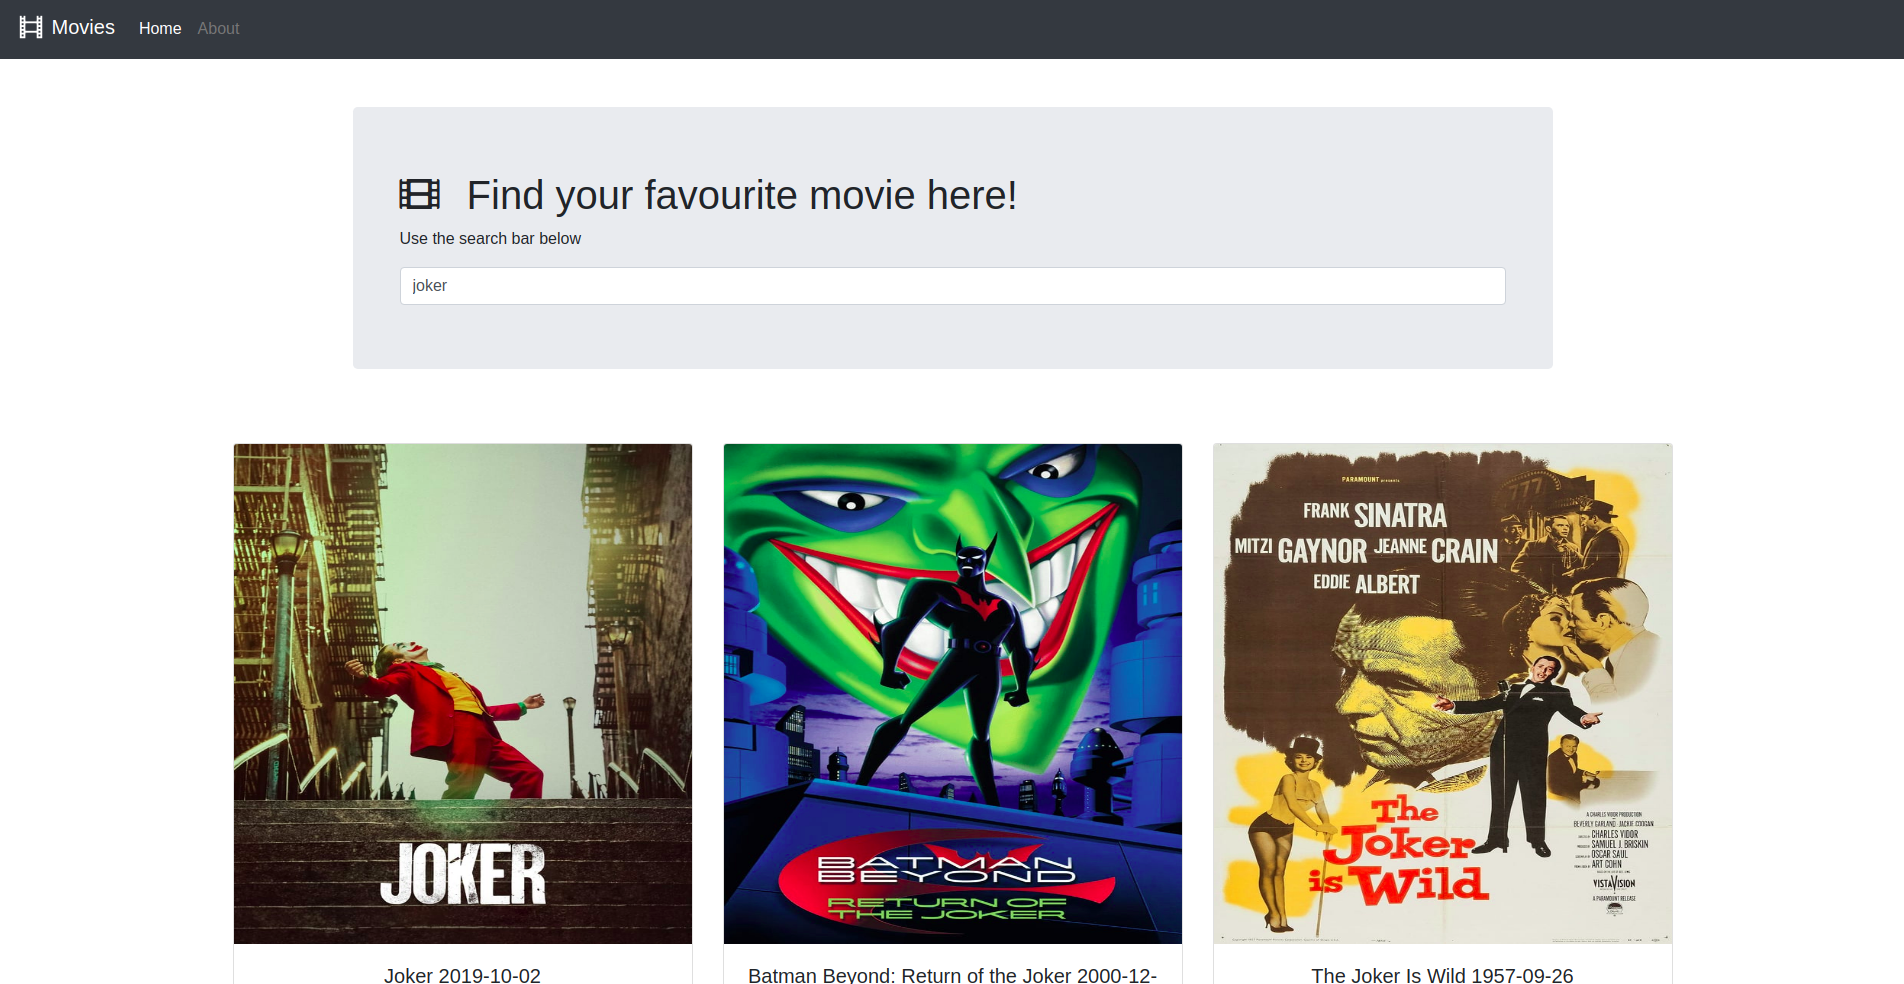 Movies Home About
Find your favourite movie here!
Use the search bar below
joker
JOKER
Joker 2019-10-02
BATMAN
BEYOND
RETURN OF
THE JOKER
Batman Beyond: Return of the Joker 2000-12-
PARAMOUNT presents
FRANK SINATRA
MITZI GAYNOR JEANNE CRAIN
EDDIE ALBERT
777
The
Joker
is Wild
A CHARLES VIDOR PRODUCTION
BEVERLY GARLAND · JACKIE COOGAN
CHARLES VIDOR
SAMUEL J. BRISKIN
OSCAR SAUL
ART COHN
VISTAVISION
A PARAMOUNT RELEASE
The Joker Is Wild 1957-09-26